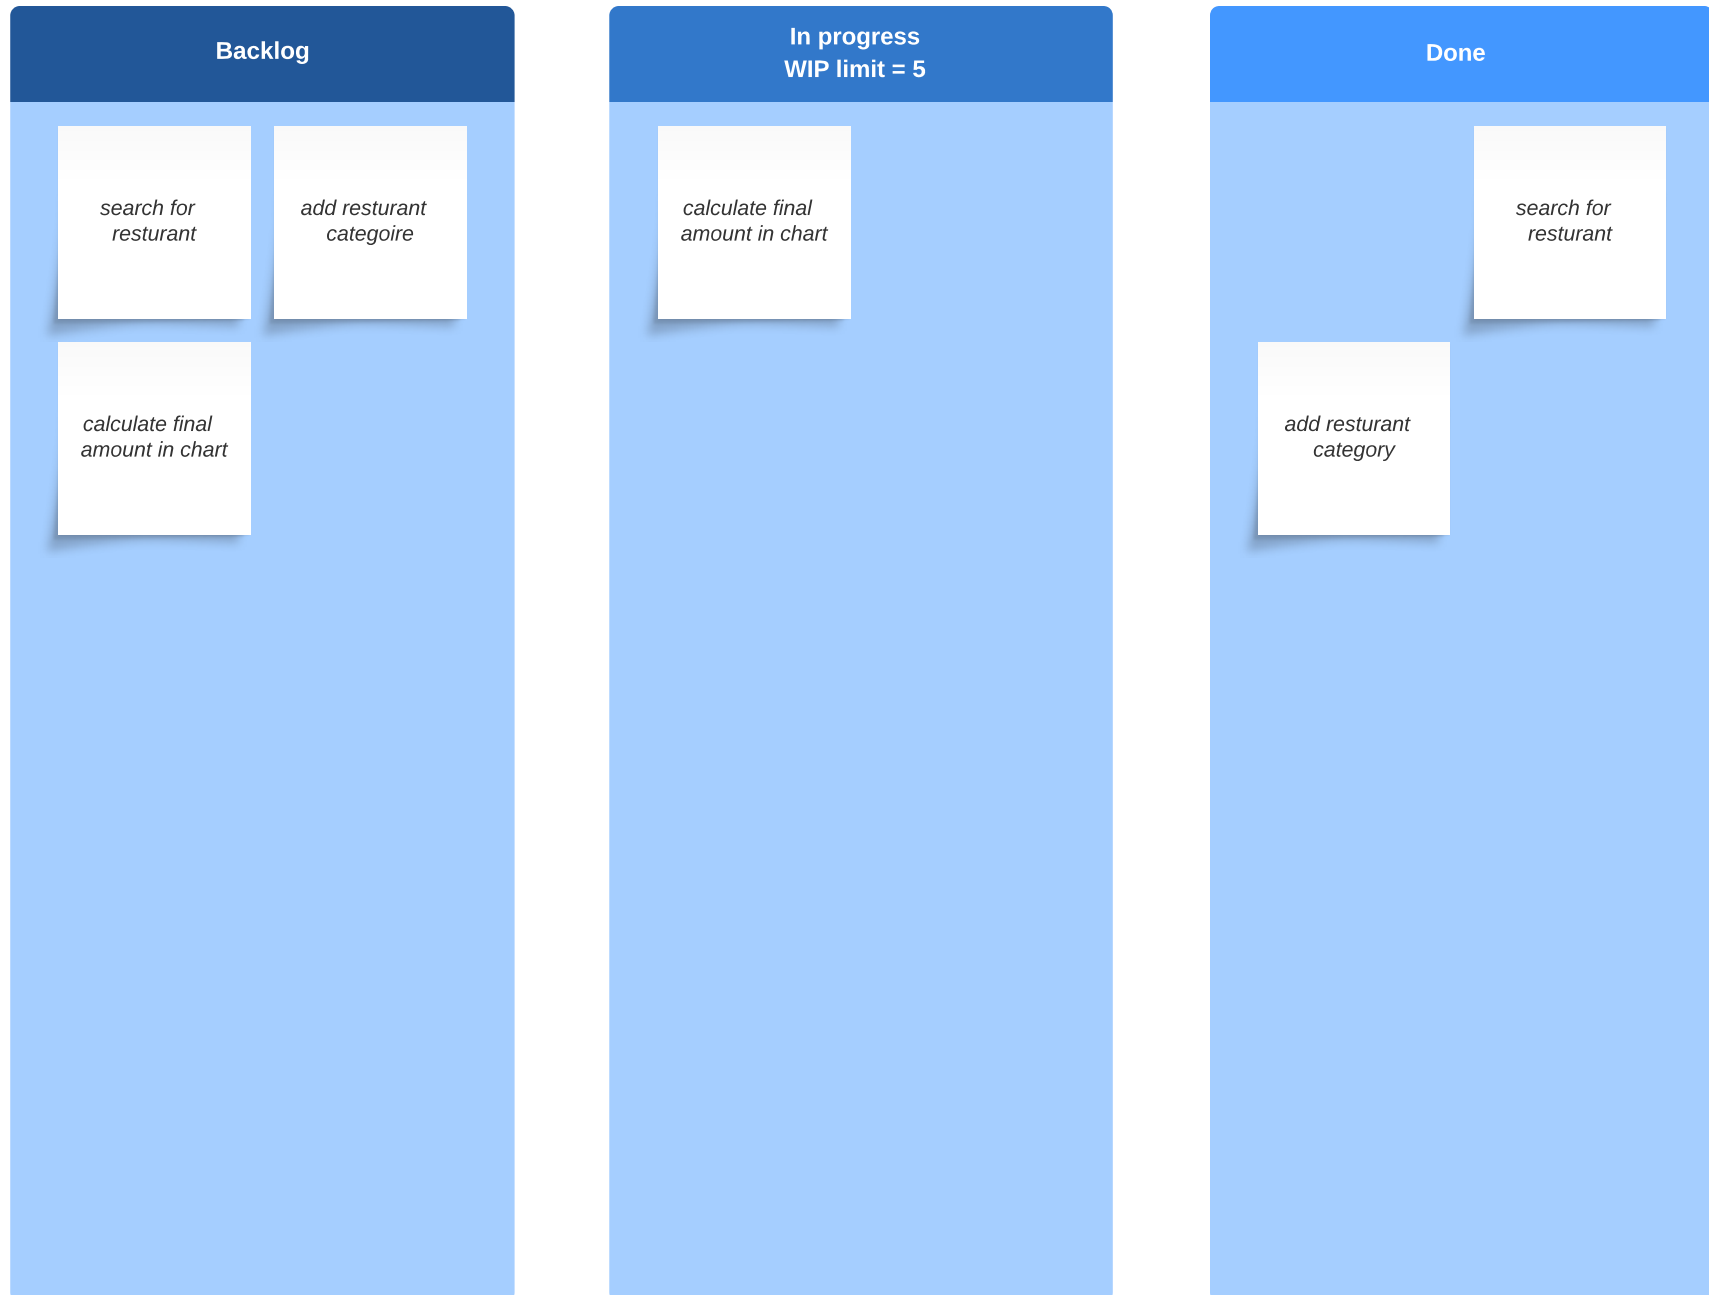 Backlog
search for
resturant
add resturant
categoire
calculate final
amount in chart
In progress
WIP limit = 5
calculate final
amount in chart
Done
search for
resturant
add resturant
category